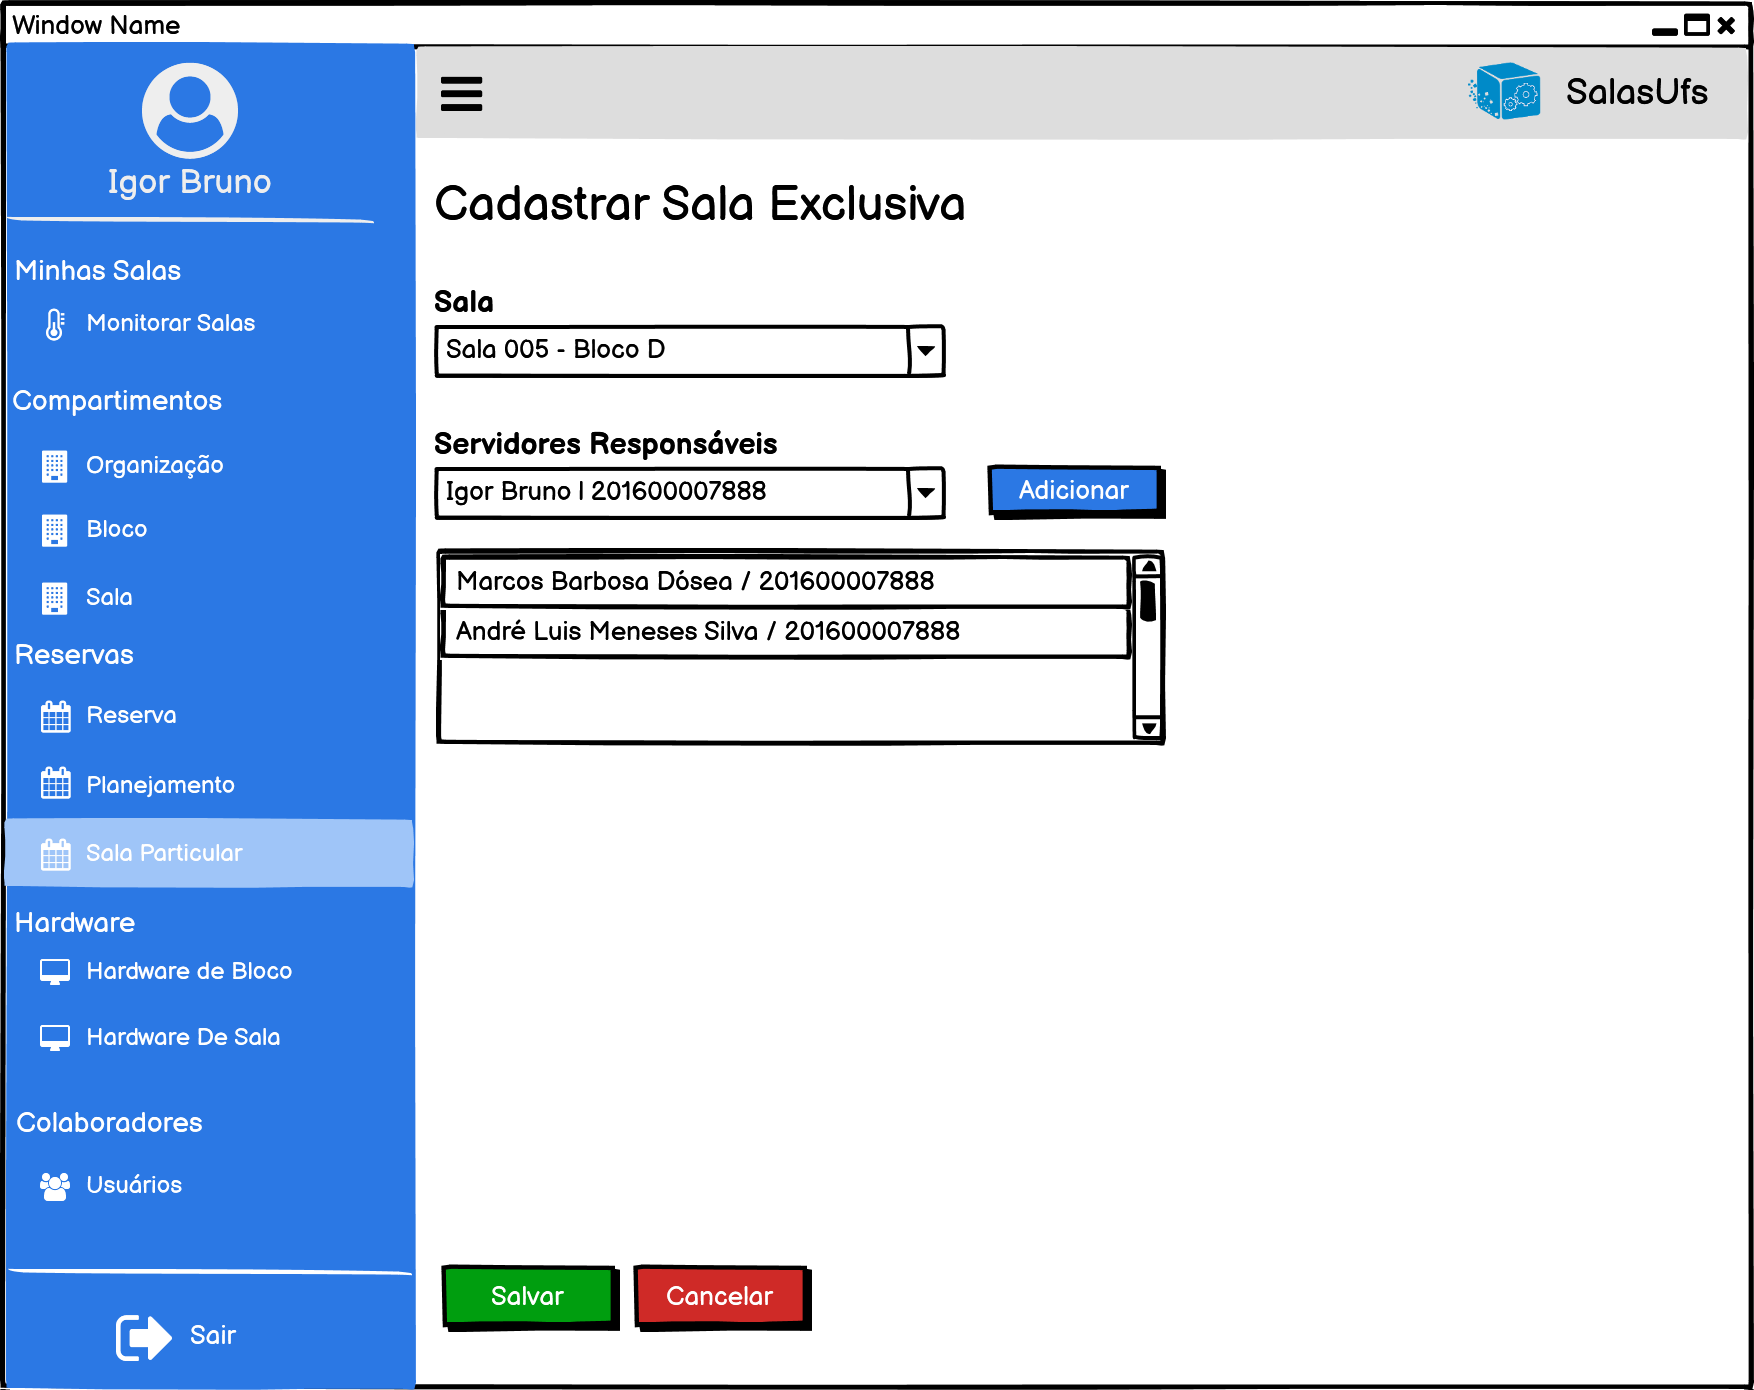 Window Name
SalasUfs
Igor Bruno
Minhas Salas
Monitorar Salas
Compartimentos
Organização
Bloco
Sala
Reservas
Reserva
Planejamento
Sala Particular
Hardware
Hardware de Bloco
Hardware De Sala
Colaboradores
Usuários
Sair
Cadastrar Sala Exclusiva
Sala
Sala 005 - Bloco D
Servidores Responsáveis
Igor Bruno | 201600007888
Adicionar
Marcos Barbosa Dósea / 201600007888
André Luis Meneses Silva / 201600007888
Salvar
Cancelar